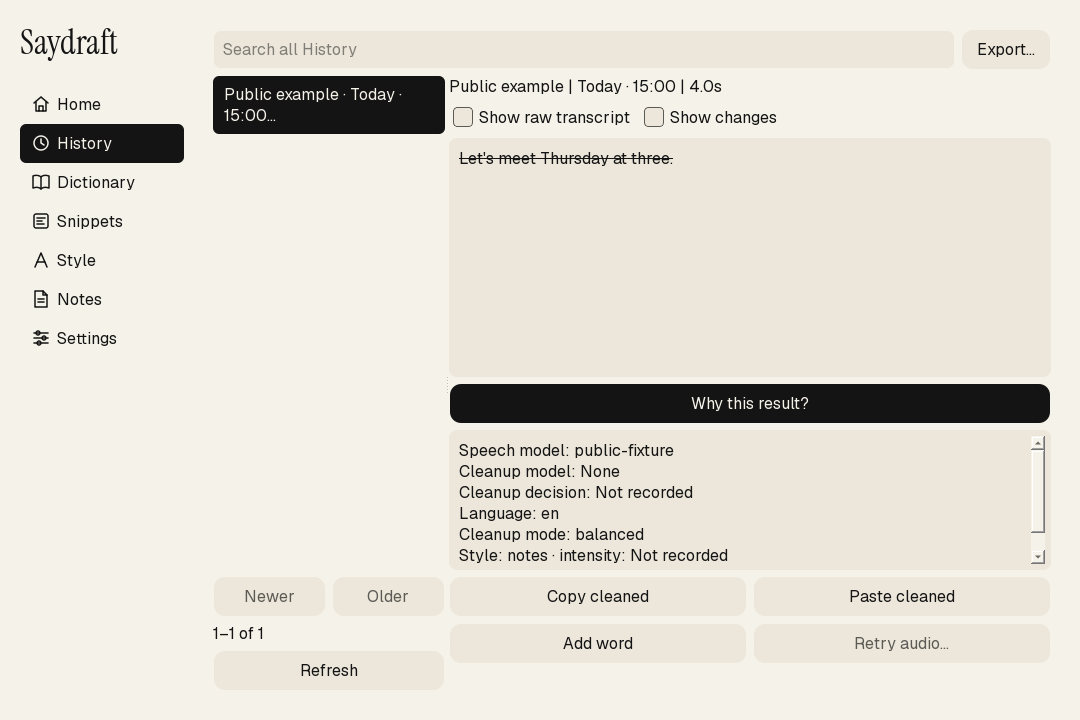 Saydraft
Home
History
Dictionary
Snippets
Style
Notes
Settings
Search all History
Export...
Public example · Today ·
15:00...
Public example | Today · 15:00 | 4.0s
Show raw transcript
Show changes
Let's meet Thursday at three.
Why this result?
Speech model: public-fixture
Cleanup model: None
Cleanup decision: Not recorded
Language: en
Cleanup mode: balanced
Style: notes · intensity: Not recorded
Newer
Older
1–1 of 1
Refresh
Copy cleaned
Paste cleaned
Add word
Retry audio...